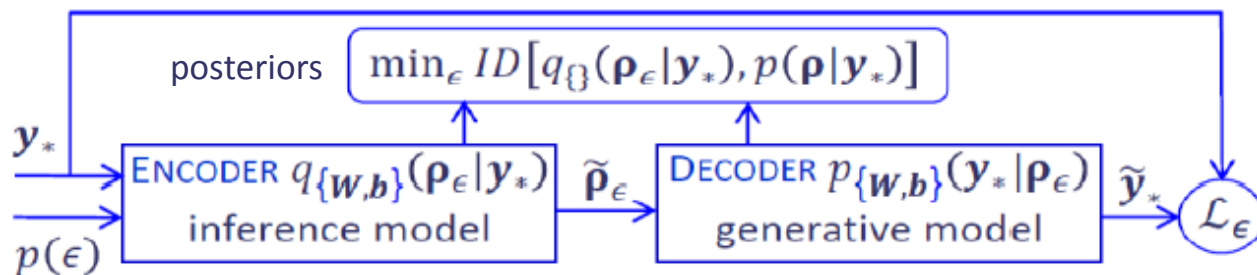 posteriors min_ϵ ID[q_{}(ρ_ϵ|y_*), p(ρ|y_*)]
y_*
ENCODER q_{W,b}(ρ_ϵ|y_*)
inference model
ρ̃_ϵ
DECODER p_{W,b}(y_*|ρ_ϵ)
generative model
ỹ_*
ℒ_ϵ
p(ϵ)